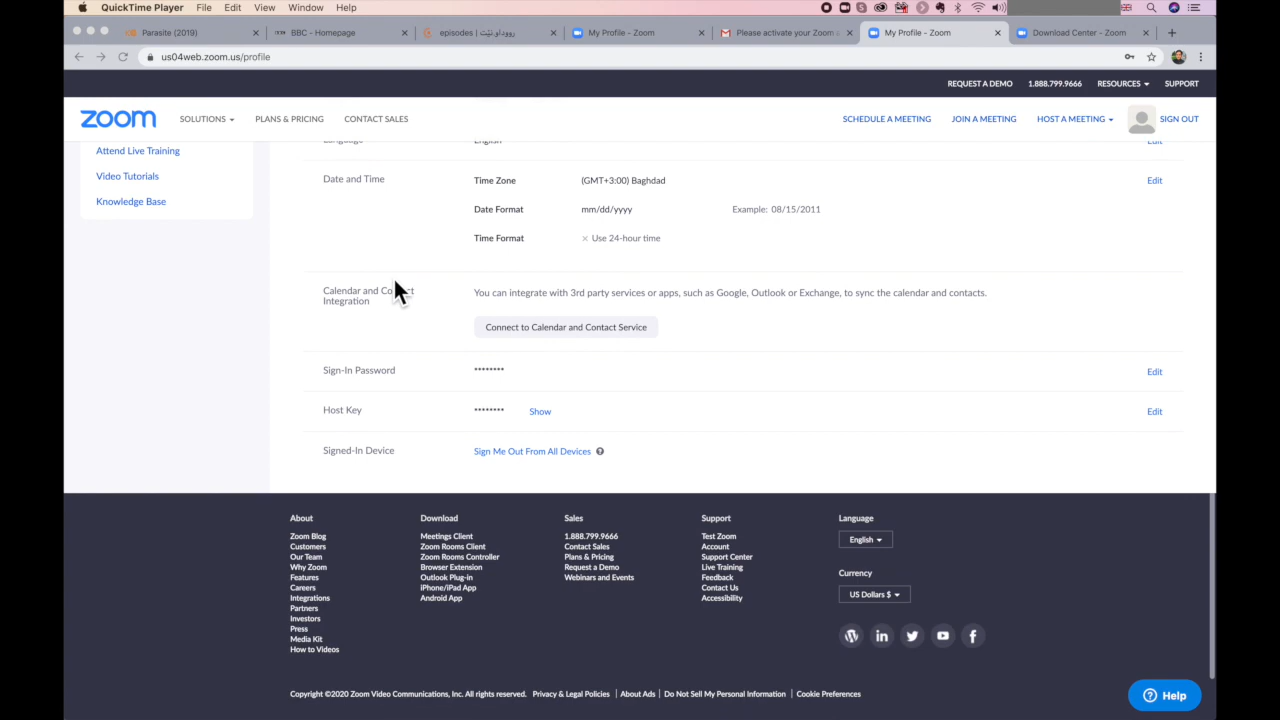 QuickTime Player File Edit View Window Help
Parasite (2019)
BBC - Homepage
episodes | رووداو.نێت
My Profile - Zoom
Please activate your Zoom
My Profile - Zoom
Download Center - Zoom
us04web.zoom.us/profile
REQUEST A DEMO 1.888.799.9666 RESOURCES SUPPORT
zoom SOLUTIONS PLANS & PRICING CONTACT SALES SCHEDULE A MEETING JOIN A MEETING HOST A MEETING SIGN OUT
Language English Edit
Attend Live Training
Video Tutorials
Knowledge Base
Date and Time Time Zone (GMT+3:00) Baghdad Edit
Date Format mm/dd/yyyy Example: 08/15/2011
Time Format × Use 24-hour time
Calendar and Contact
Integration
You can integrate with 3rd party services or apps, such as Google, Outlook or Exchange, to sync the calendar and contacts.
Connect to Calendar and Contact Service
Sign-In Password ******** Edit
Host Key ******** Show Edit
Signed-In Device Sign Me Out From All Devices ?
About
Zoom Blog
Customers
Our Team
Why Zoom
Features
Careers
Integrations
Partners
Investors
Press
Media Kit
How to Videos
Download
Meetings Client
Zoom Rooms Client
Zoom Rooms Controller
Browser Extension
Outlook Plug-in
iPhone/iPad App
Android App
Sales
1.888.799.9666
Contact Sales
Plans & Pricing
Request a Demo
Webinars and Events
Support
Test Zoom
Account
Support Center
Live Training
Feedback
Contact Us
Accessibility
Language
English
Currency
US Dollars $
Copyright ©2020 Zoom Video Communications, Inc. All rights reserved. Privacy & Legal Policies | About Ads | Do Not Sell My Personal Information | Cookie Preferences
Help